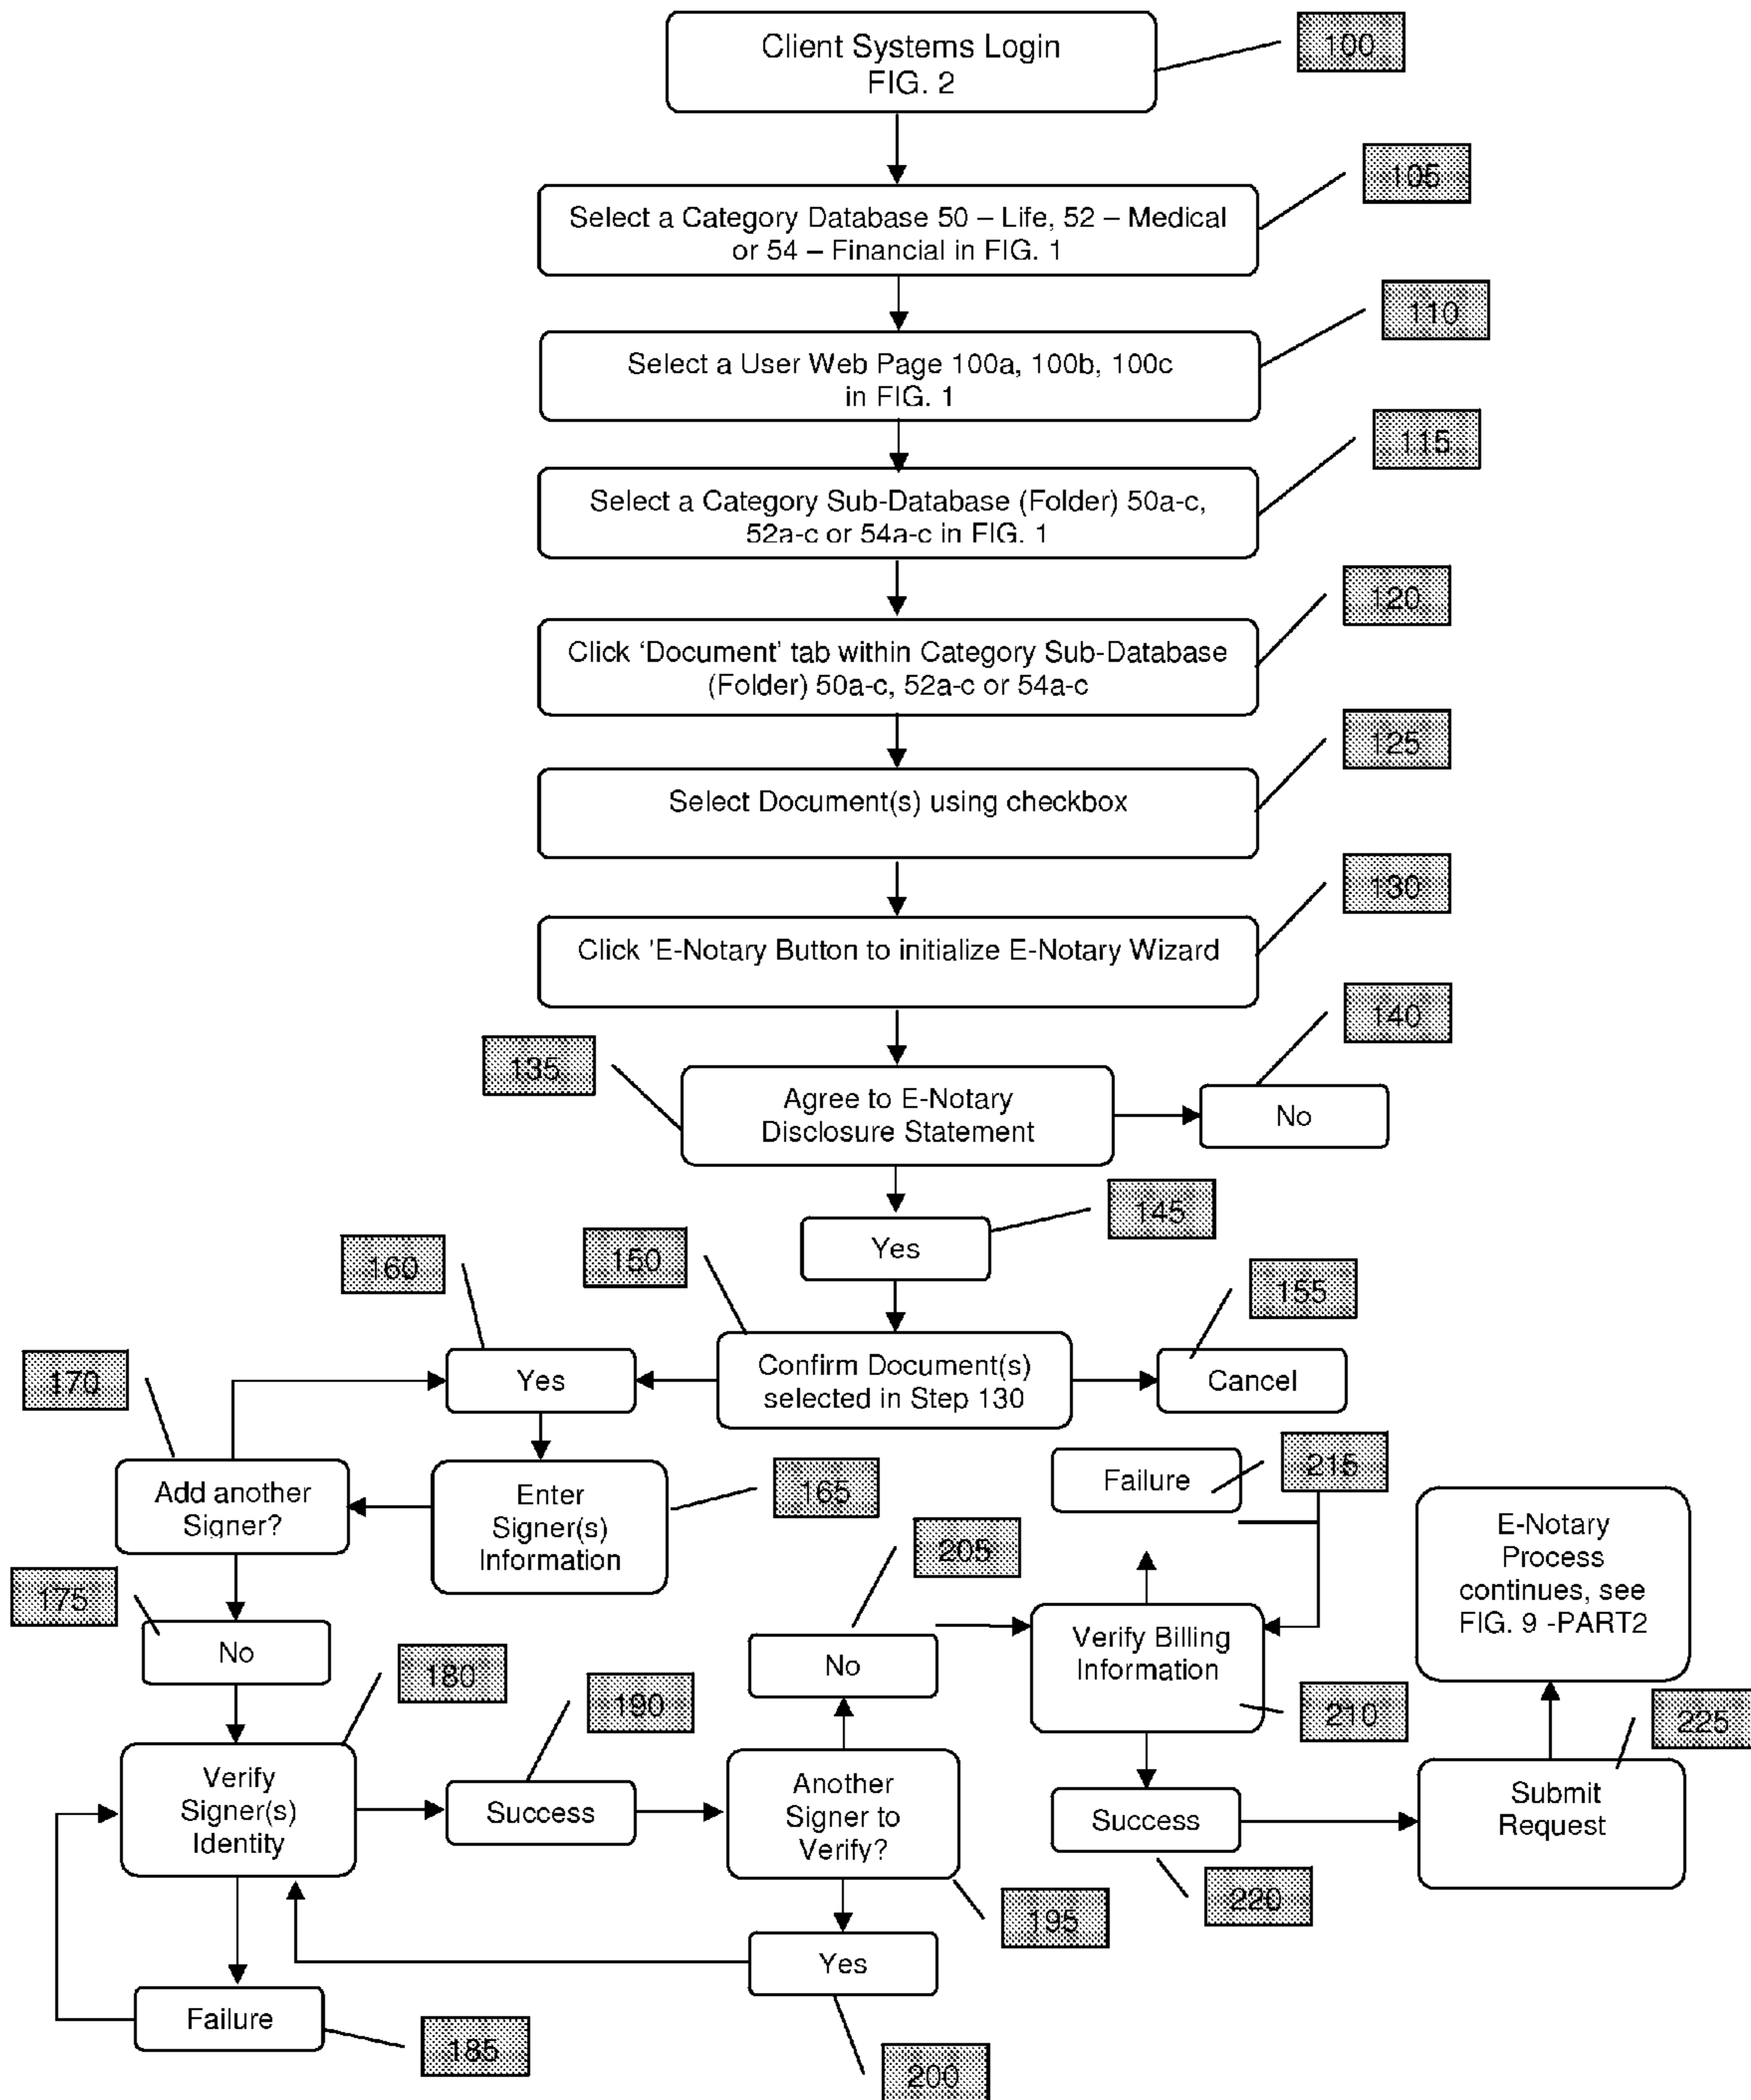 Client Systems Login
FIG. 2
100
105
Select a Category Database 50 – Life, 52 – Medical
or 54 – Financial in FIG. 1
110
Select a User Web Page 100a, 100b, 100c
in FIG. 1
115
Select a Category Sub-Database (Folder) 50a-c,
52a-c or 54a-c in FIG. 1
120
Click ‘Document’ tab within Category Sub-Database
(Folder) 50a-c, 52a-c or 54a-c
125
Select Document(s) using checkbox
130
Click 'E-Notary Button to initialize E-Notary Wizard
140
135
Agree to E-Notary
Disclosure Statement
No
145
Yes
160
150
155
170
Yes
Confirm Document(s)
selected in Step 130
Cancel
Add another
Signer?
Enter
Signer(s)
Information
165
Failure
215
E-Notary
Process
continues, see
FIG. 9 -PART2
175
205
No
180
190
No
Verify Billing
Information
210
225
Verify
Signer(s)
Identity
Success
Another
Signer to
Verify?
Success
Submit
Request
220
195
Yes
Failure
185
200